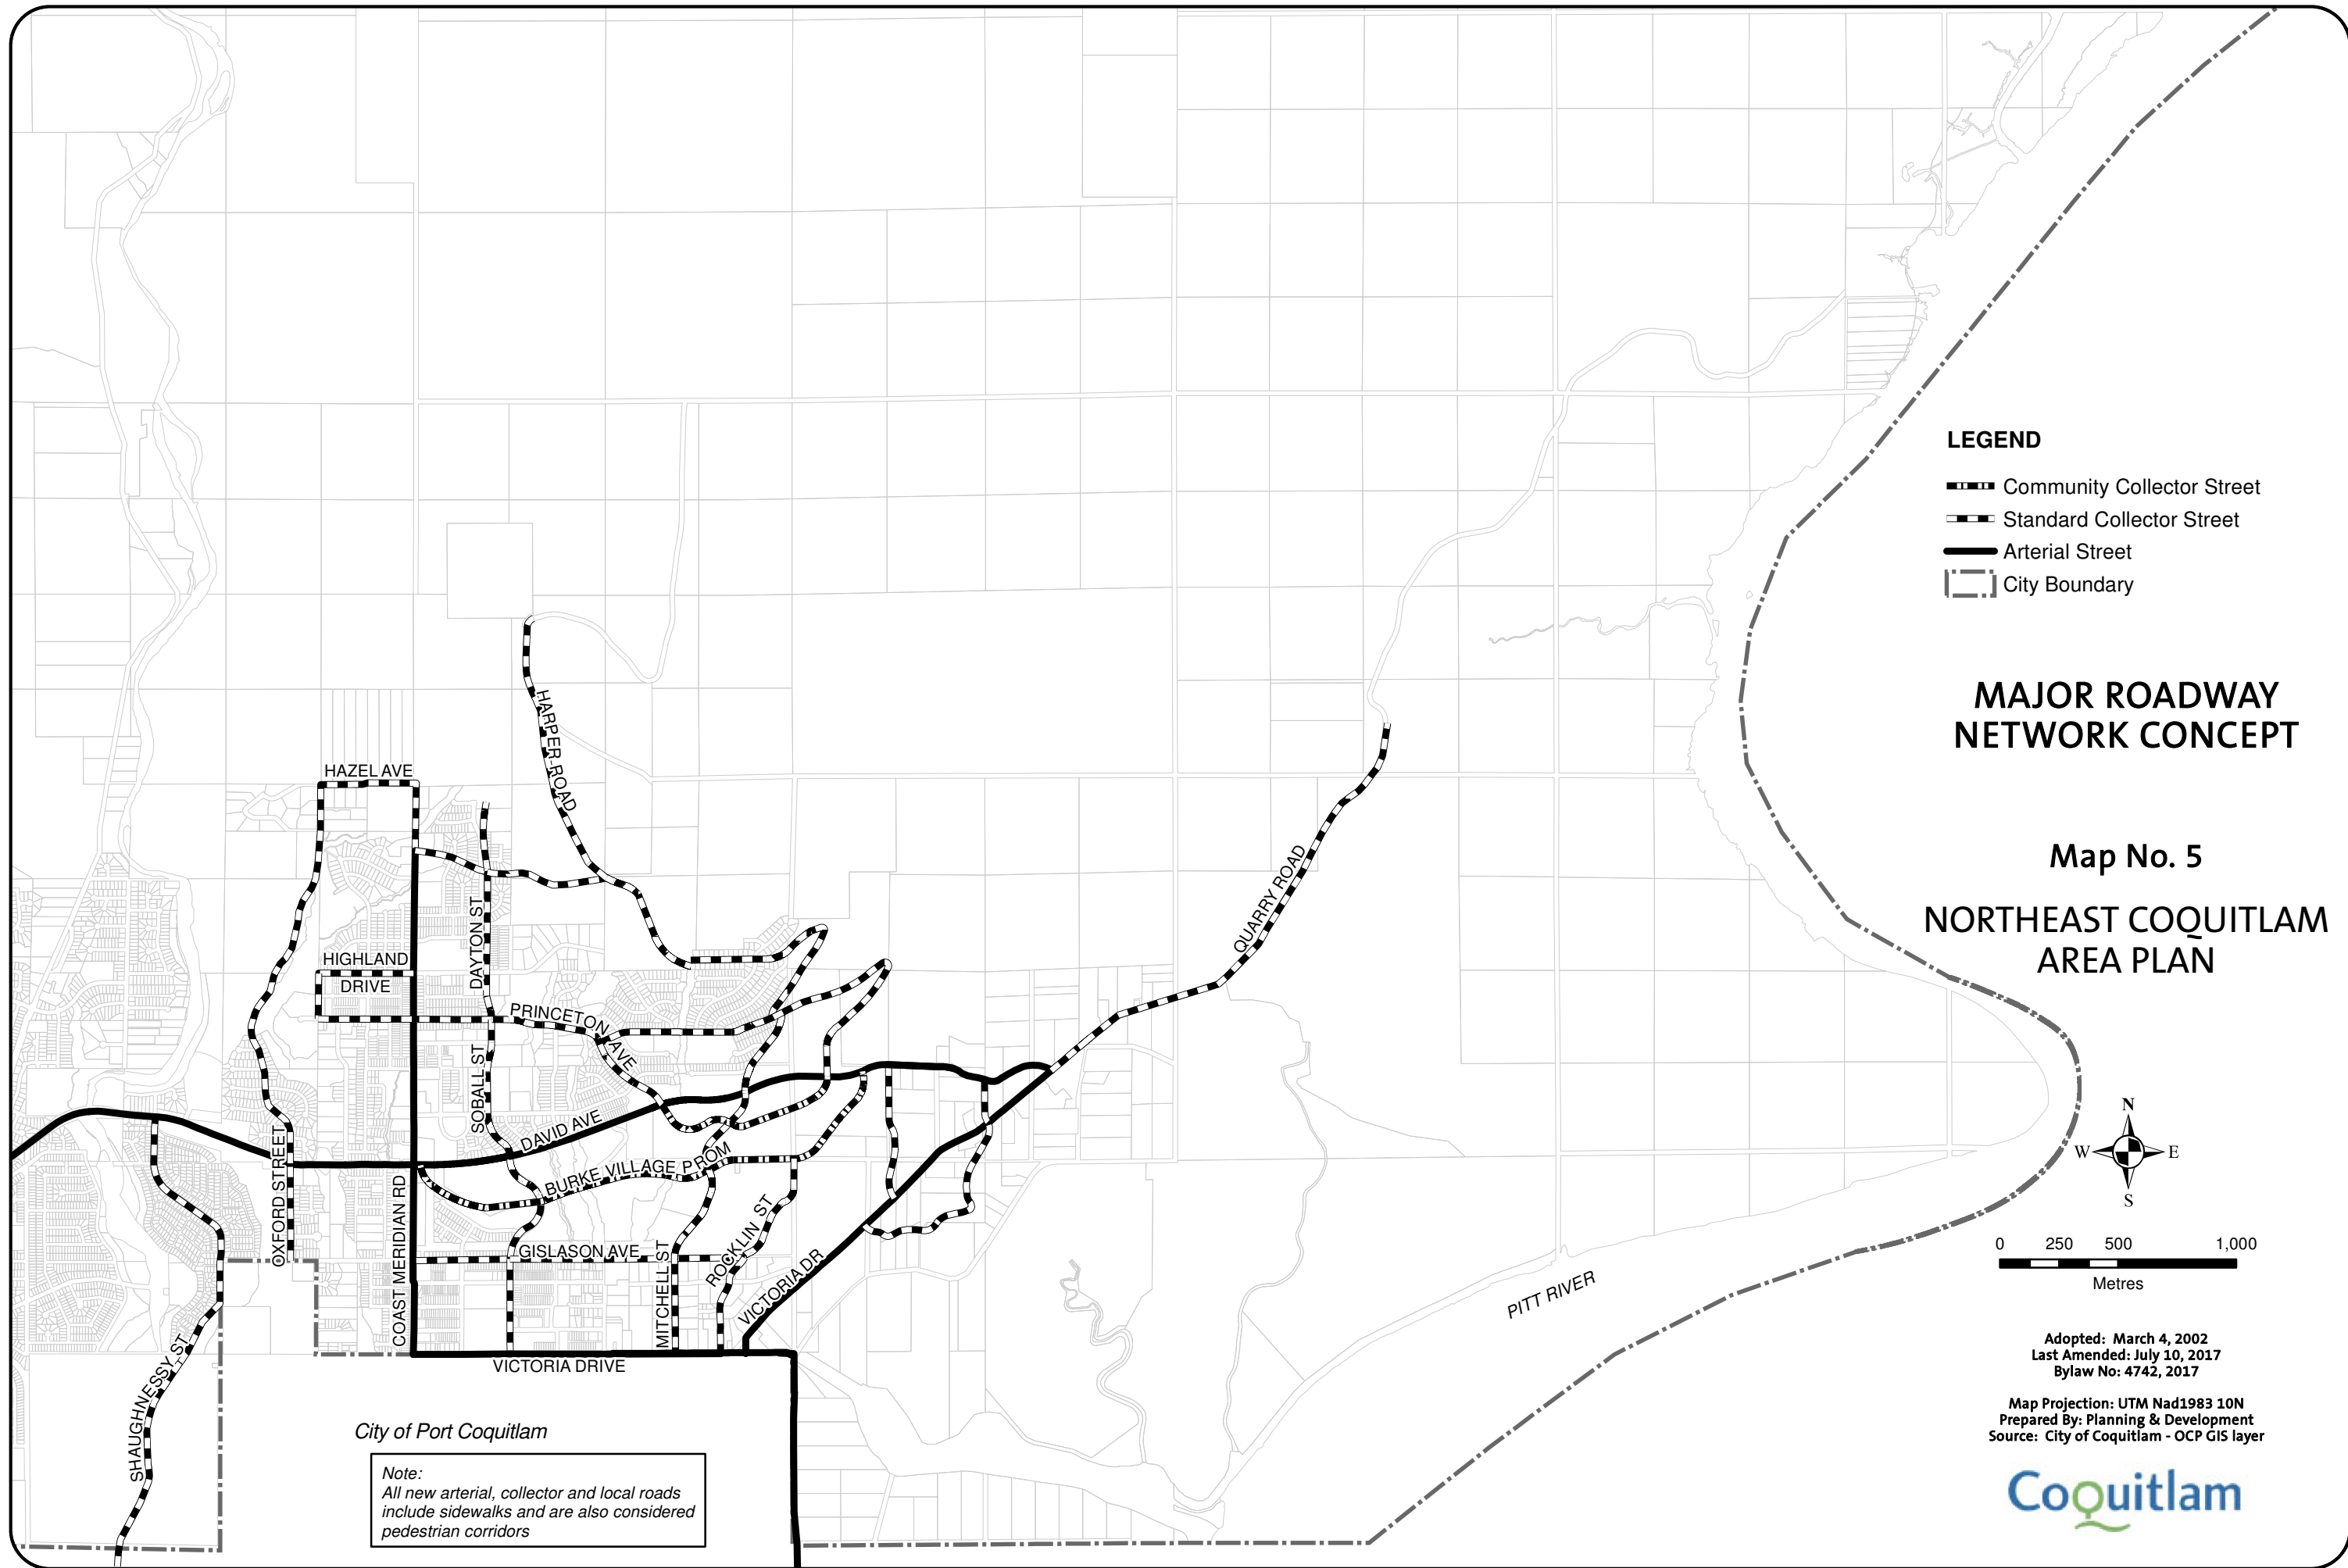 LEGEND
Community Collector Street
Standard Collector Street
Arterial Street
City Boundary
MAJOR ROADWAY
NETWORK CONCEPT
Map No. 5
NORTHEAST COQUITLAM
AREA PLAN
HARPER ROAD
HAZEL AVE
QUARRY ROAD
DAYTON ST
HIGHLAND
DRIVE
PRINCETON AVE
SOBALL ST
DAVID AVE
OXFORD STREET
BURKE VILLAGE PROM
COAST MERIDIAN RD
ROCKLIN ST
GISLASON AVE
MITCHELL ST
VICTORIA DR
VICTORIA DRIVE
SHAUGHNESSY ST
PITT RIVER
N
W
E
S
0 250 500 1,000
Metres
Adopted: March 4, 2002
Last Amended: July 10, 2017
Bylaw No: 4742, 2017
Map Projection: UTM Nad1983 10N
Prepared By: Planning & Development
Source: City of Coquitlam - OCP GIS layer
Coquitlam
City of Port Coquitlam
Note:
All new arterial, collector and local roads
include sidewalks and are also considered
pedestrian corridors